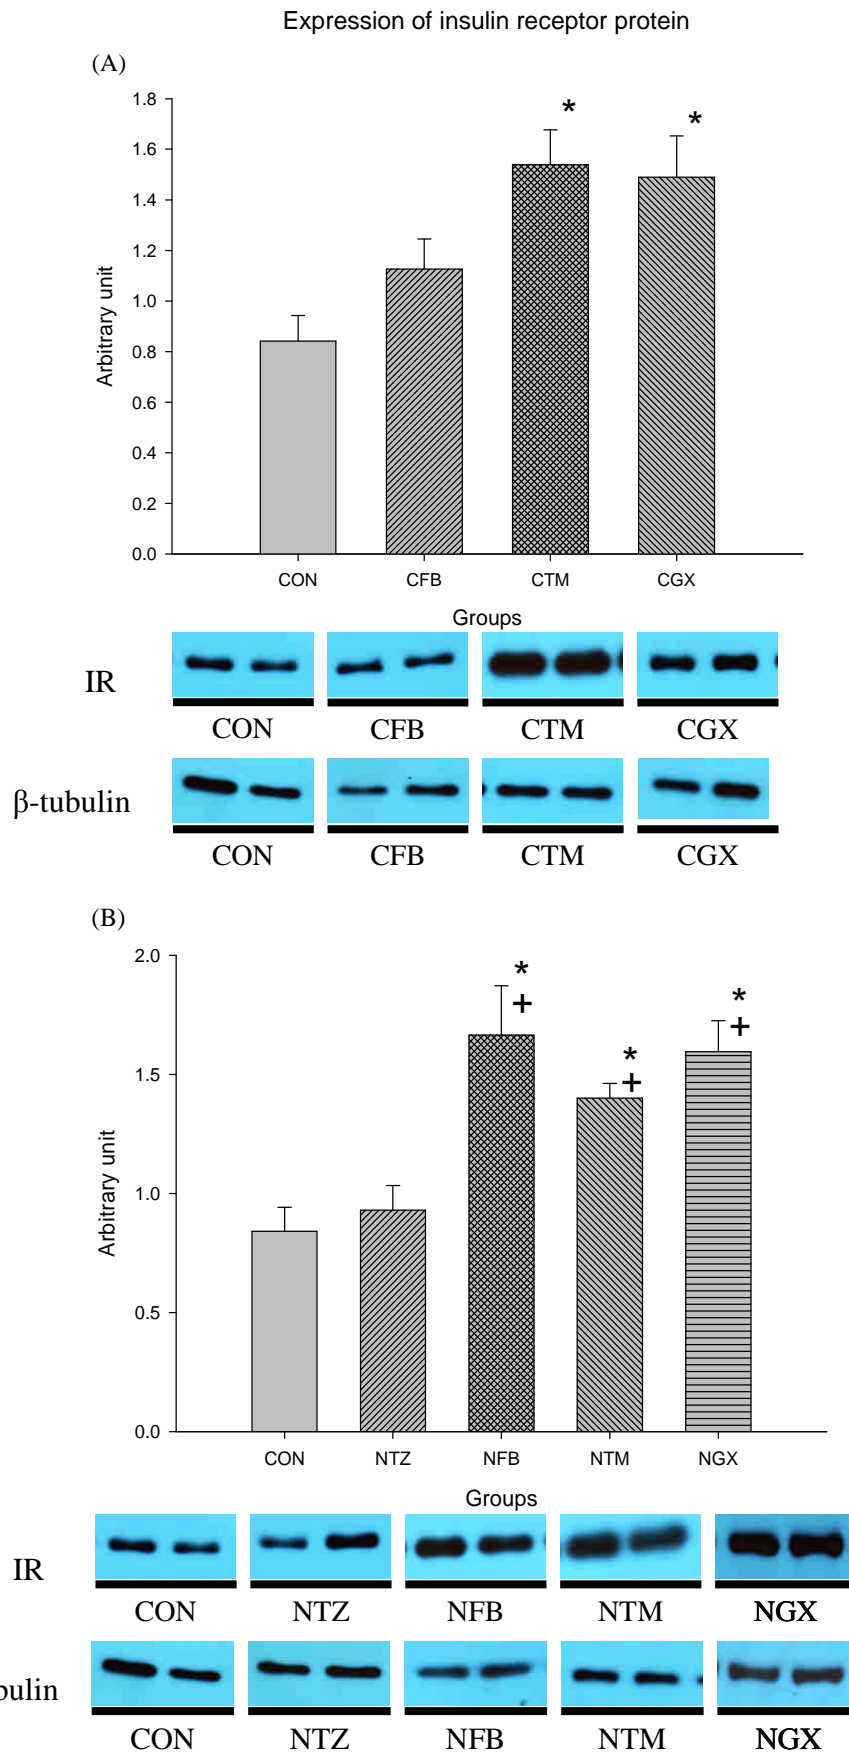 Expression of insulin receptor protein
(A)
1.8
1.6
1.4
1.2
1.0
0.8
0.6
0.4
0.2
0.0
Arbitrary unit
* *
CON CFB CTM CGX
Groups
IR
CON CFB CTM CGX
β-tubulin
CON CFB CTM CGX
(B)
2.0
1.5
1.0
0.5
0.0
Arbitrary unit
* * *
+ + +
CON NTZ NFB NTM NGX
Groups
IR
CON NTZ NFB NTM NGX
bulin
CON NTZ NFB NTM NGX